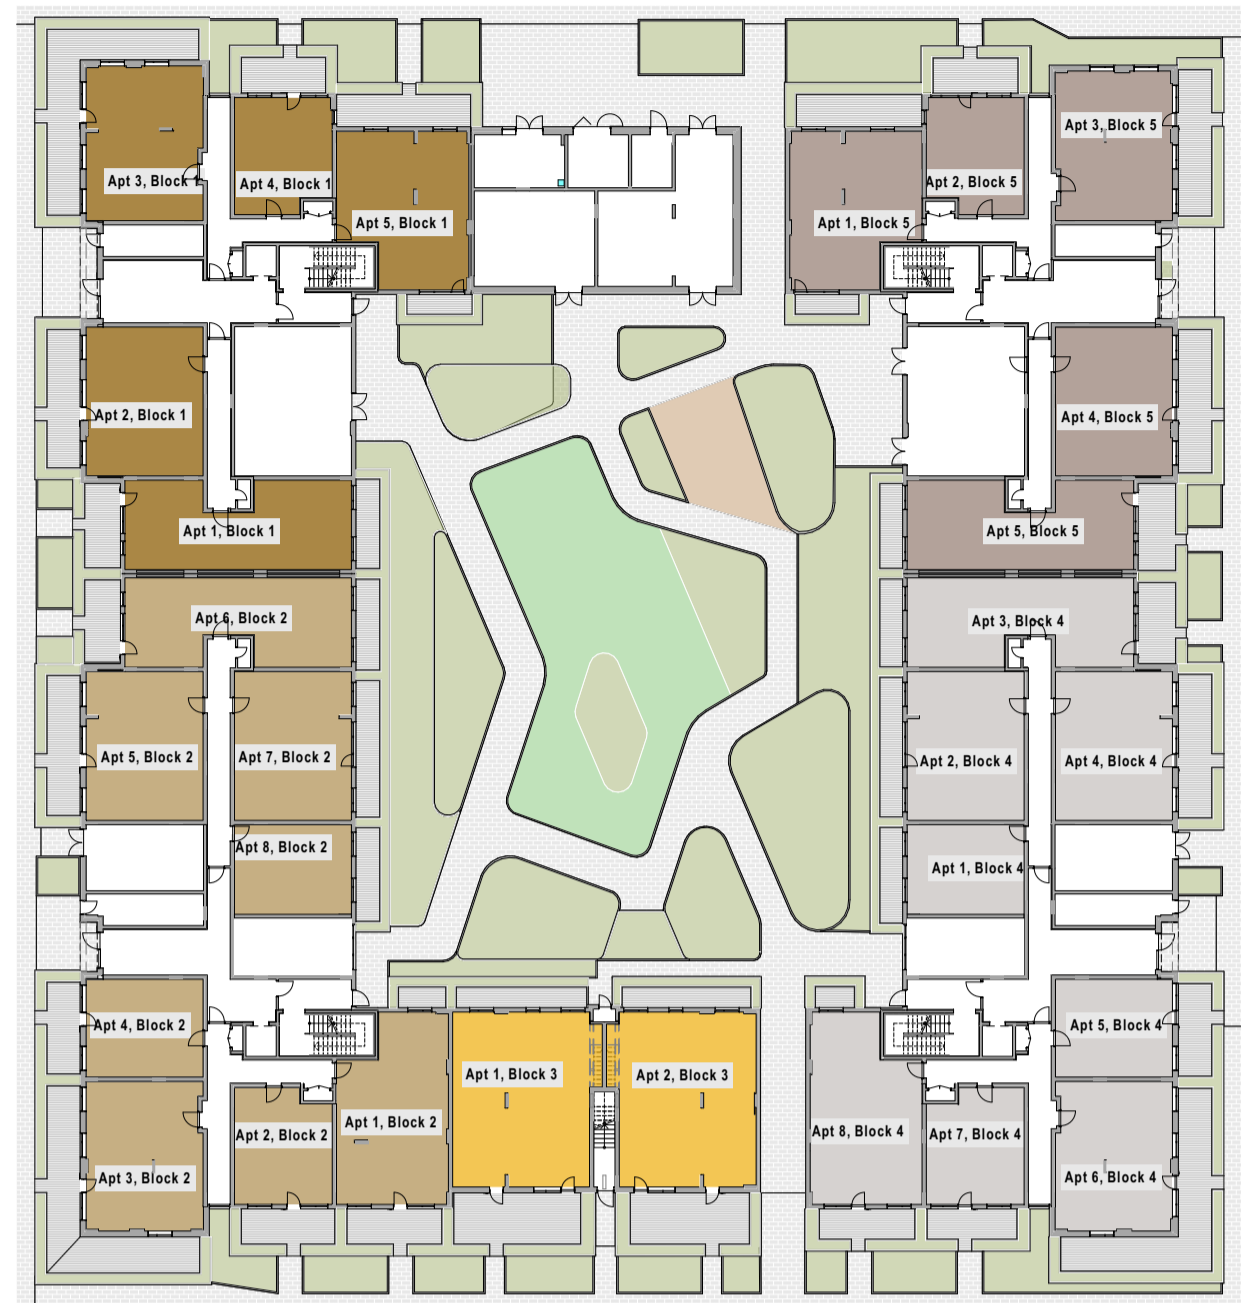 Apt 3, Block 1
Apt 4, Block 1
Apt 5, Block 1
Apt 1, Block 5
Apt 2, Block 5
Apt 3, Block 5
Apt 2, Block 1
Apt 4, Block 5
Apt 1, Block 1
Apt 5, Block 5
Apt 6, Block 2
Apt 3, Block 4
Apt 5, Block 2
Apt 7, Block 2
Apt 2, Block 4
Apt 4, Block 4
Apt 8, Block 2
Apt 1, Block 4
Apt 4, Block 2
Apt 5, Block 4
Apt 1, Block 3
Apt 2, Block 3
Apt 3, Block 2
Apt 2, Block 2
Apt 1, Block 2
Apt 8, Block 4
Apt 7, Block 4
Apt 6, Block 4